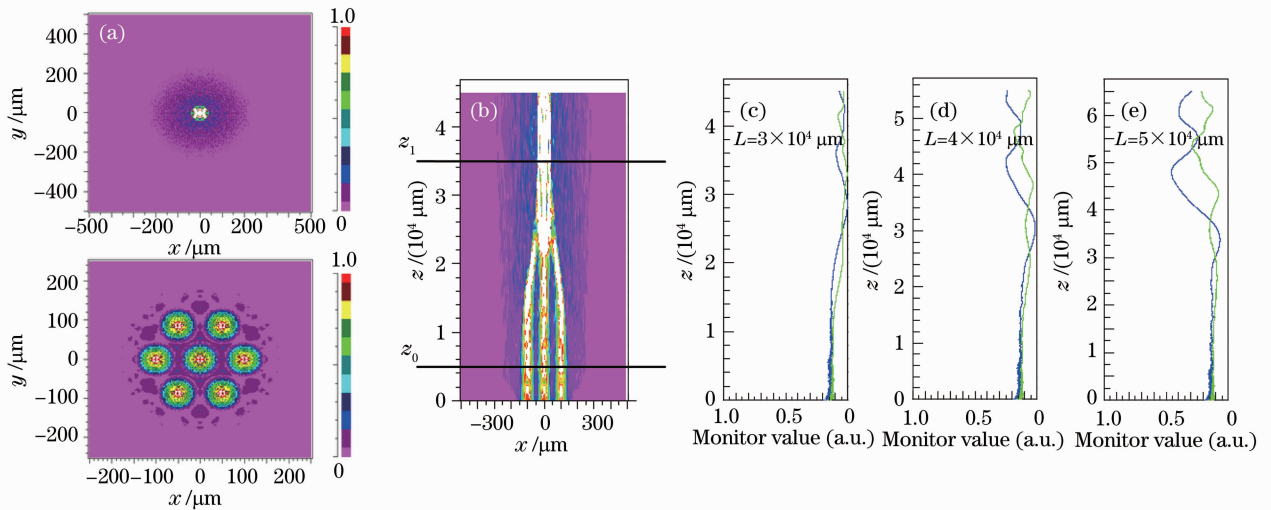 (a)
1.0
0
400
200
0
−200
−400
y /μm
−500
−200
0
200
500
x /μm
1.0
0
200
100
0
−100
−200
y /μm
−200
−100
0
100
200
x /μm
(b)
4
3
2
1
0
z /(10⁴ μm)
z₁
z₀
−300
0
300
x /μm
(c)
L=3×10⁴ μm
4
3
2
1
0
z /(10⁴ μm)
1.0
0.5
0
Monitor value (a.u.)
(d)
L=4×10⁴ μm
5
4
3
2
1
0
z /(10⁴ μm)
1.0
0.5
0
Monitor value (a.u.)
(e)
L=5×10⁴ μm
6
5
4
3
2
1
0
z /(10⁴ μm)
1.0
0.5
0
Monitor value (a.u.)